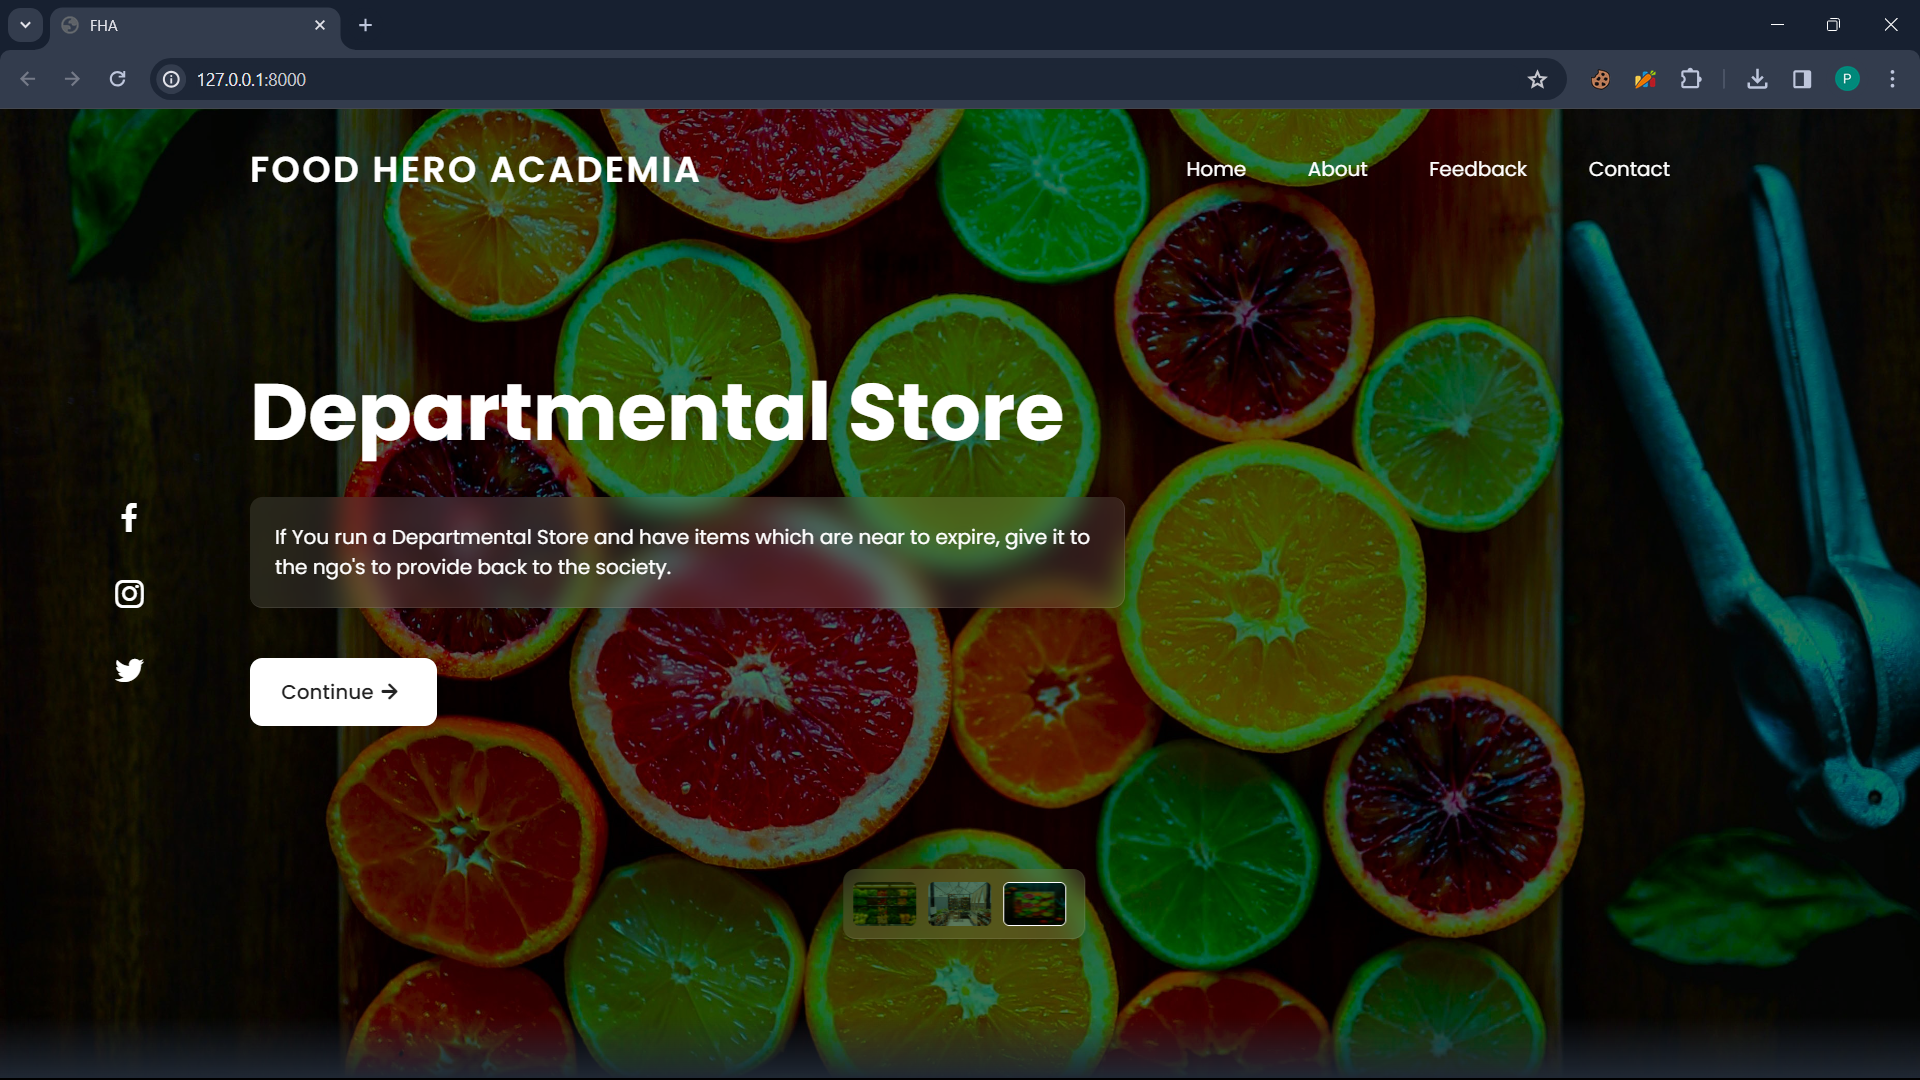 FHA
127.0.0.1:8000
P
FOOD HERO ACADEMIA
Home About Feedback Contact
Departmental Store
If You run a Departmental Store and have items which are near to expire, give it to
the ngo's to provide back to the society.
Continue →